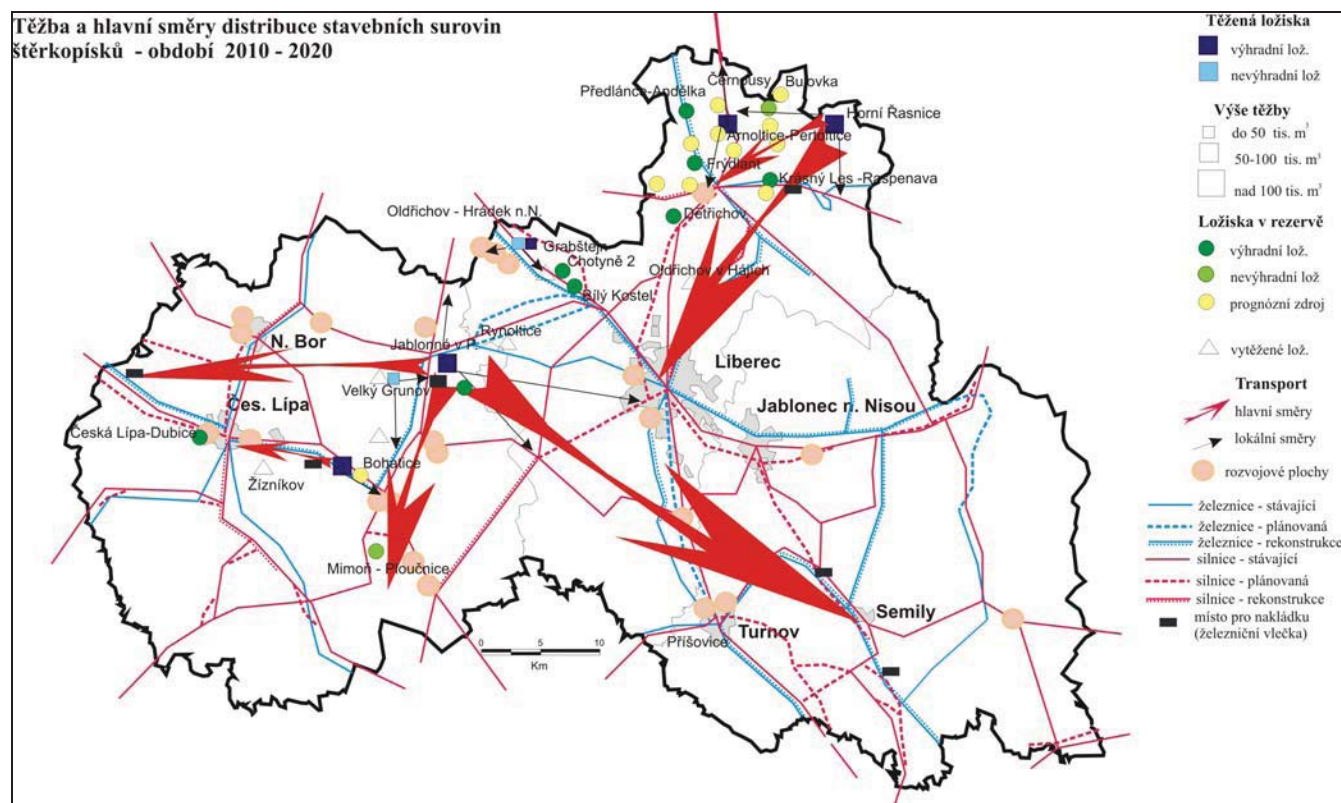 Těžba a hlavní směry distribuce stavebních surovin
štěrkopísků - období 2010 - 2020
Černousy
Bulovka
Předlánce-Andělka
Horní Řasnice
Arnoltice-Pertoltice
Frýdlant
Krásný Les -Raspenava
Dětřichov
Oldřichov - Hrádek n.N.
Grabštejn
Chotyně 2
Oldřichov v Hájích
Bílý Kostel
Rynoltice
N. Bor
Jablonné v P.
Liberec
Velký Grunov
Čes. Lípa
Jablonec n. Nisou
Česká Lípa-Dubice
Bohatice
Žízníkov
Mimoň - Ploučnice
Semily
Turnov
Příšovice
0 5 10
Km
Těžená ložiska
výhradní lož.
nevýhradní lož
Výše těžby
do 50 tis. m³
50-100 tis. m³
nad 100 tis. m³
Ložiska v rezervě
výhradní lož.
nevýhradní lož
prognózní zdroj
vytěžené lož.
Transport
hlavní směry
lokální směry
rozvojové plochy
železnice - stávající
železnice - plánovaná
železnice - rekonstrukce
silnice - stávající
silnice - plánovaná
silnice - rekonstrukce
místo pro nakládku
(železniční vlečka)